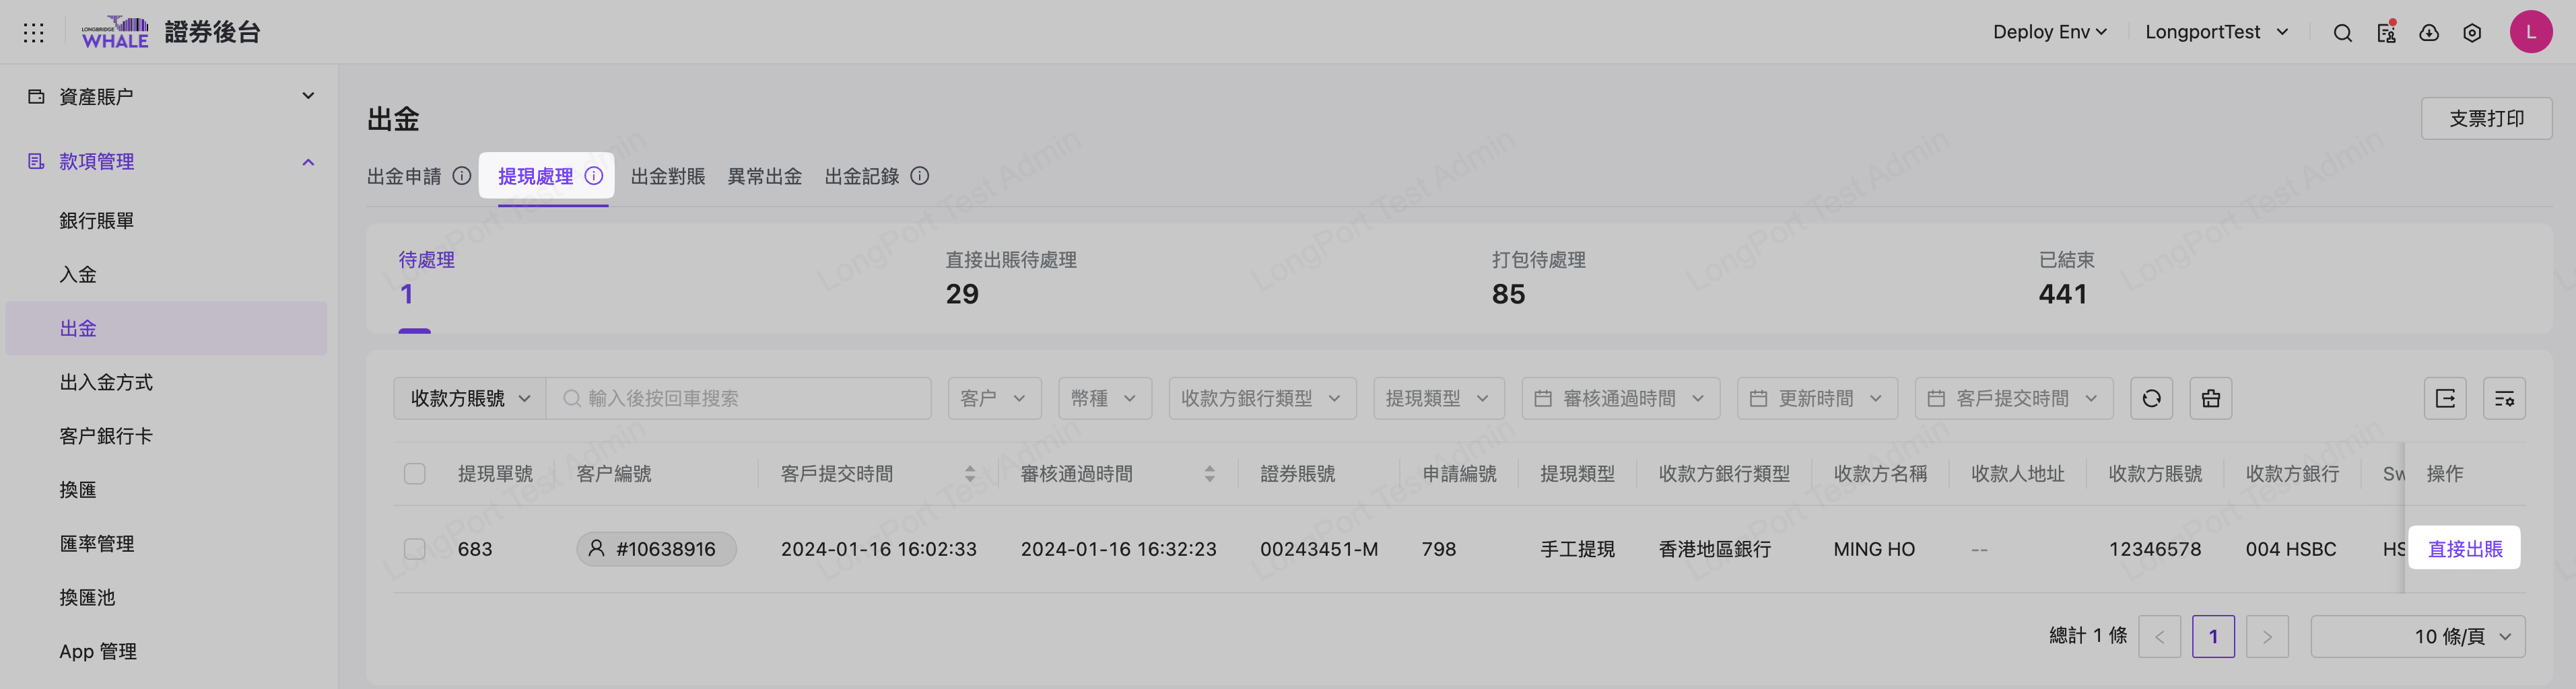 LONGBRIDGE
WHALE
證券後台
Deploy Env
LongportTest
L
資產賬户
款項管理
銀行賬單
入金
出金
出入金方式
客户銀行卡
換匯
匯率管理
換匯池
App 管理
出金
支票打印
出金申請 提現處理 出金對賬 異常出金 出金記錄
待處理 直接出賬待處理 打包待處理 已結束
1 29 85 441
收款方賬號 輸入後按回車搜索 客户 幣種 收款方銀行類型 提現類型 審核通過時間 更新時間 客戶提交時間
提現單號 客户編號 客戶提交時間 審核通過時間 證券賬號 申請編號 提現類型 收款方銀行類型 收款方名稱 收款人地址 收款方賬號 收款方銀行 Sw 操作
683 #10638916 2024-01-16 16:02:33 2024-01-16 16:32:23 00243451-M 798 手工提現 香港地區銀行 MING HO -- 12346578 004 HSBC HS 直接出賬
總計 1 條 < 1 > 10 條/頁
LongPort Test Admin